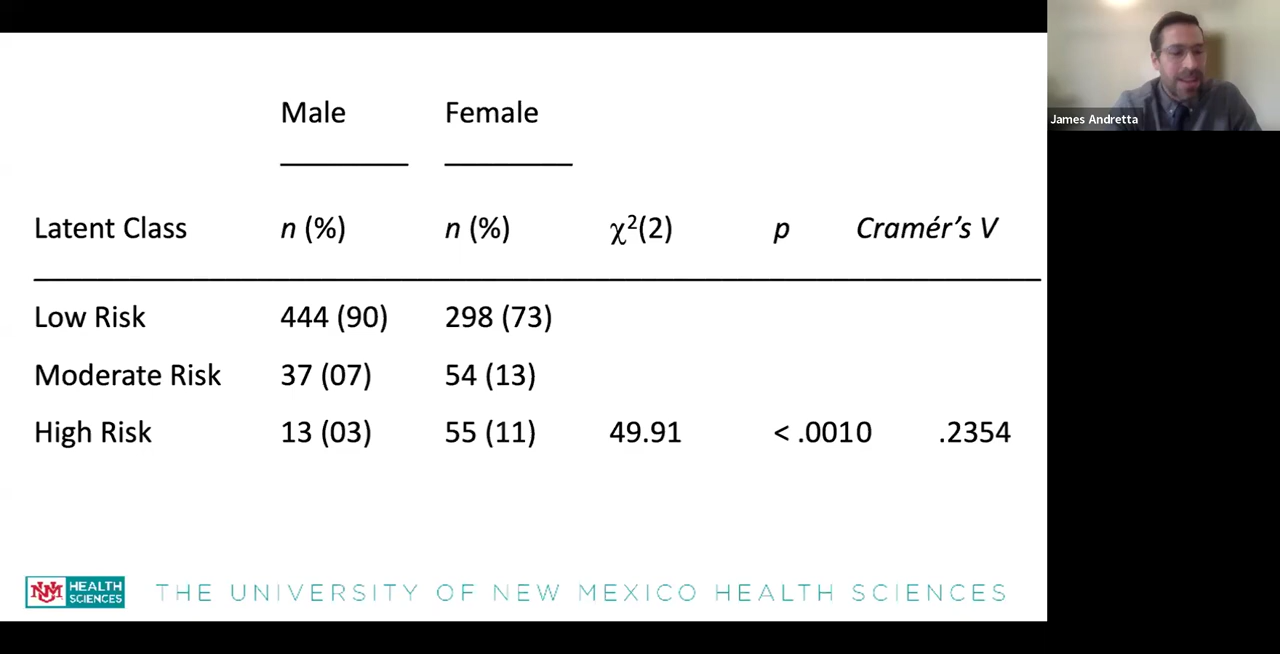 Male Female
Latent Class n (%) n (%) χ²(2) p Cramér’s V
Low Risk 444 (90) 298 (73)
Moderate Risk 37 (07) 54 (13)
High Risk 13 (03) 55 (11) 49.91 < .0010 .2354
UNM HEALTH SCIENCES THE UNIVERSITY OF NEW MEXICO HEALTH SCIENCES
James Andretta